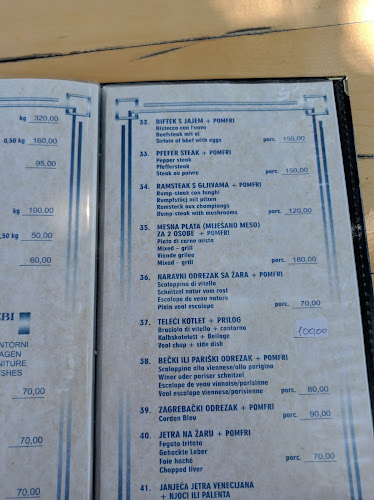 kg 320,00
0,50 kg 160,00
95,00
kg 100,00
0,50 kg 50,00
60,00
EBI
NTORNI
AGEN
NITURE
SHES
70,00
70,00
70,00
32. BIFTEK S JAJEM + POMFRI
Bistecca con l'uova
Beefsteak mit ei
Sirloin of beef with eggs porc. 150,00
33. PFEFER STEAK + POMFRI
Pepper steak
Pfeffersteak
Steak au poivre porc. 150,00
34. RAMSTEAK S GLJIVAMA + POMFRI
Rump-steak con funghi
Rumpfstück mit pilzen
Ramsteck aux champignons
Rump-steak with mushrooms porc. 120,00
35. MESNA PLATA (MIJEŠANO MESO)
ZA 2 OSOBE + POMFRI
Piato di carne mista
Mixed - grill
Viande grilee
Mixed - grill porc. 180,00
36. NARAVNI ODREZAK SA ŽARA + POMFRI
Scaloppina di vitello
Schnitzel natur vom rost
Escalope de veau nature
Plain veal escalope porc. 70,00
37. TELEĆI KOTLET + PRILOG
Braciola di vitello + contorno
Kalbskotelett + Beilage
Veal chop + side dish 100,00
38. BEČKI ILI PARIŠKI ODREZAK + POMFRI
Scaloppina alla viennese/alla parigina
Winer oder pariser schnitzel
Escalope de veau viennoise/parisienne
Veal escalope viennese/parisienne porc. 80,00
39. ZAGREBAČKI ODREZAK + POMFRI
Cordon Bleu porc. 90,00
40. JETRA NA ŽARU + POMFRI
Fegato tritato
Gehackte Leber
Foie haché
Chopped liver porc. 70,00
41. JANJEĆA JETRA VENECIJANA
+ NJOCI ILI PALENTA